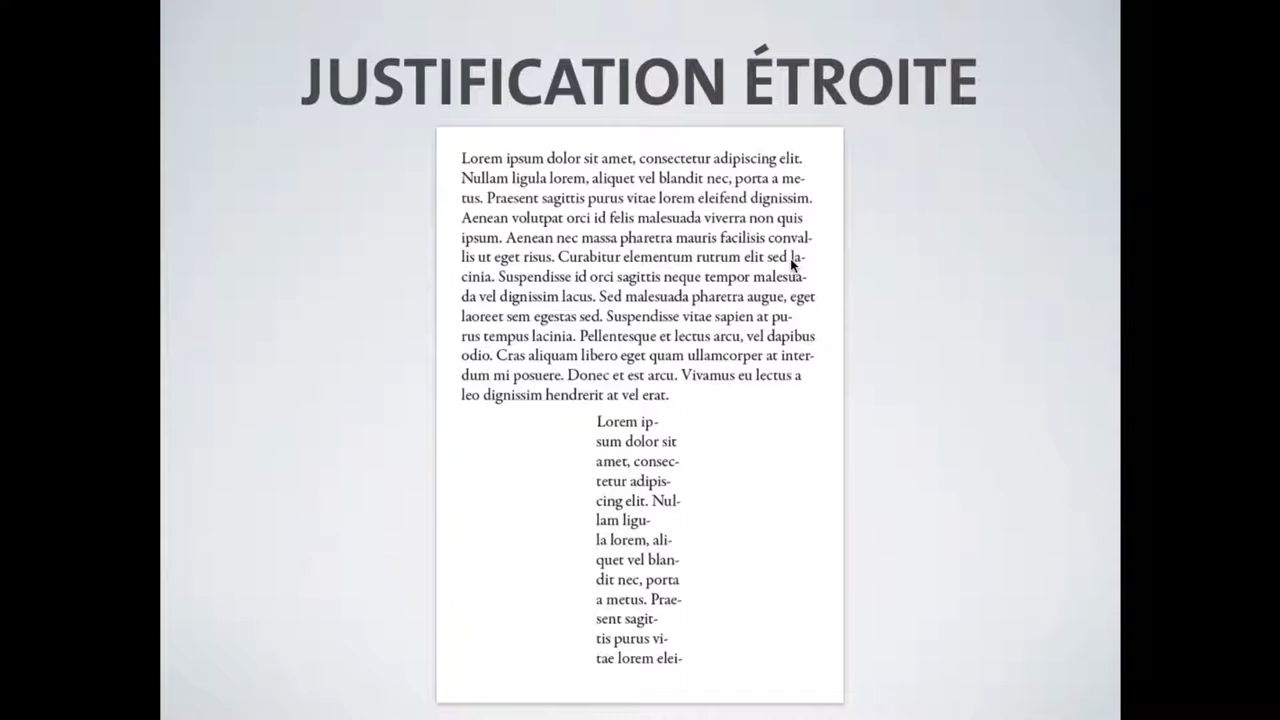 JUSTIFICATION ÉTROITE
Lorem ipsum dolor sit amet, consectetur adipiscing elit.
Nullam ligula lorem, aliquet vel blandit nec, porta a me-
tus. Praesent sagittis purus vitae lorem eleifend dignissim.
Aenean volutpat orci id felis malesuada viverra non quis
ipsum. Aenean nec massa pharetra mauris facilisis conval-
lis ut eget risus. Curabitur elementum rutrum elit sed la-
cinia. Suspendisse id orci sagittis neque tempor malesua-
da vel dignissim lacus. Sed malesuada pharetra augue, eget
laoreet sem egestas sed. Suspendisse vitae sapien at pu-
rus tempus lacinia. Pellentesque et lectus arcu, vel dapibus
odio. Cras aliquam libero eget quam ullamcorper at inter-
dum mi posuere. Donec et est arcu. Vivamus eu lectus a
leo dignissim hendrerit at vel erat.
Lorem ip-
sum dolor sit
amet, consec-
tetur adipis-
cing elit. Nul-
lam ligu-
la lorem, ali-
quet vel blan-
dit nec, porta
a metus. Prae-
sent sagit-
tis purus vi-
tae lorem elei-